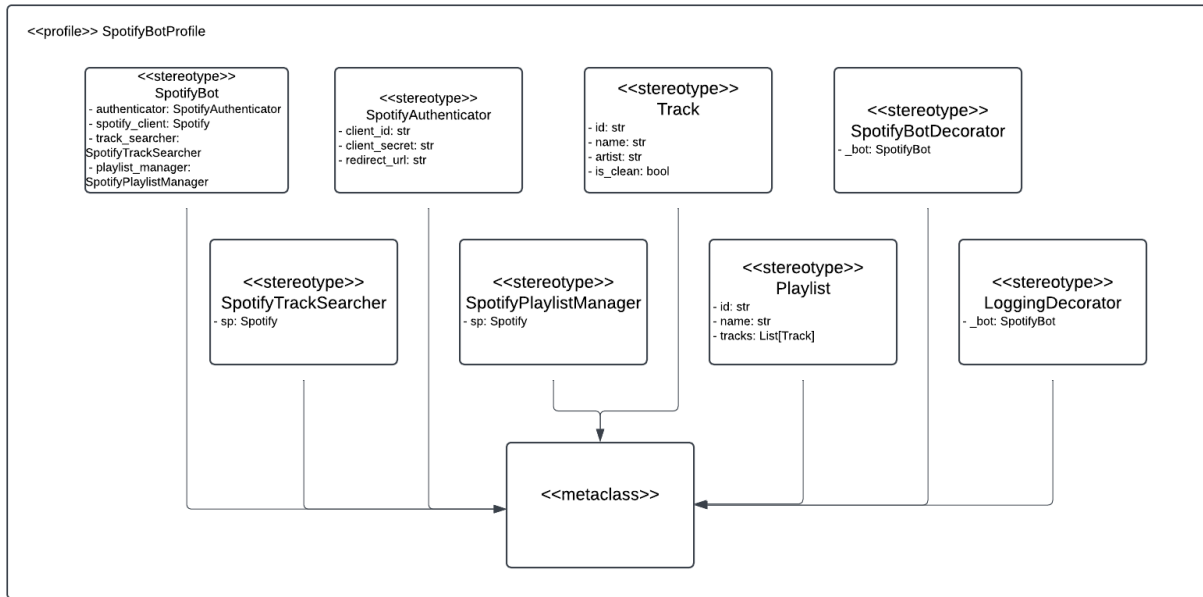 <<profile>> SpotifyBotProfile
<<stereotype>>
SpotifyBot
- authenticator: SpotifyAuthenticator
- spotify_client: Spotify
- track_searcher:
SpotifyTrackSearcher
- playlist_manager:
SpotifyPlaylistManager
<<stereotype>>
SpotifyAuthenticator
- client_id: str
- client_secret: str
- redirect_url: str
<<stereotype>>
Track
- id: str
- name: str
- artist: str
- is_clean: bool
<<stereotype>>
SpotifyBotDecorator
- _bot: SpotifyBot
<<stereotype>>
SpotifyTrackSearcher
- sp: Spotify
<<stereotype>>
SpotifyPlaylistManager
- sp: Spotify
<<stereotype>>
Playlist
- id: str
- name: str
- tracks: List[Track]
<<stereotype>>
LoggingDecorator
- _bot: SpotifyBot
<<metaclass>>